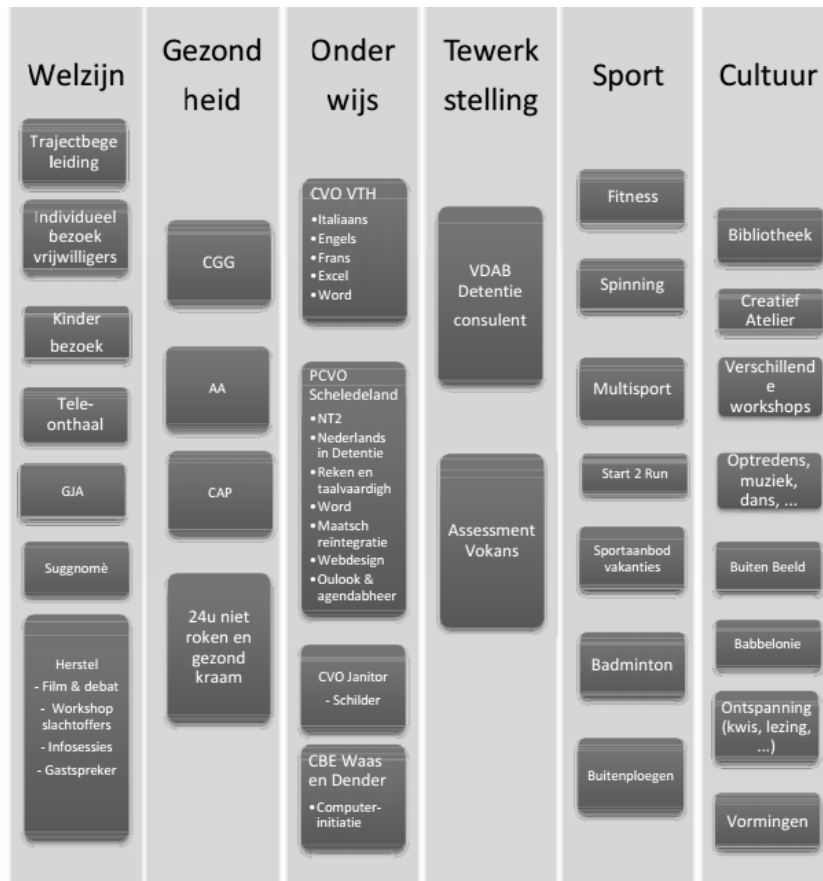 Welzijn
Trajectbege
leiding
Individueel
bezoek
vrijwilligers
Kinder
bezoek
Tele-
onthaal
GJA
Suggnomè
Herstel
- Film & debat
- Workshop
slachtoffers
- Infosessies
- Gastspreker
Gezond
heid
CGG
AA
CAP
24u niet
roken en
gezond
kraam
Onder
wijs
CVO VTH
•Italiaans
•Engels
•Frans
•Excel
•Word
PCVO
Scheledeland
•NT2
•Nederlands
in Detentie
•Reken en
taalvaardigh
•Word
•Maatsch
reïntegratie
•Webdesign
•Oulook &
agendabheer
CVO Janitor
- Schilder
CBE Waas
en Dender
•Computer-
initiatie
Tewerk
stelling
VDAB
Detentie
consulent
Assessment
Vokans
Sport
Fitness
Spinning
Multisport
Start 2 Run
Sportaanbod
vakanties
Badminton
Buitenploegen
Cultuur
Bibliotheek
Creatief
Atelier
Verschillend
e
workshops
Optredens,
muziek,
dans, ...
Buiten Beeld
Babbelonie
Ontspanning
(kwis, lezing,
...)
Vormingen